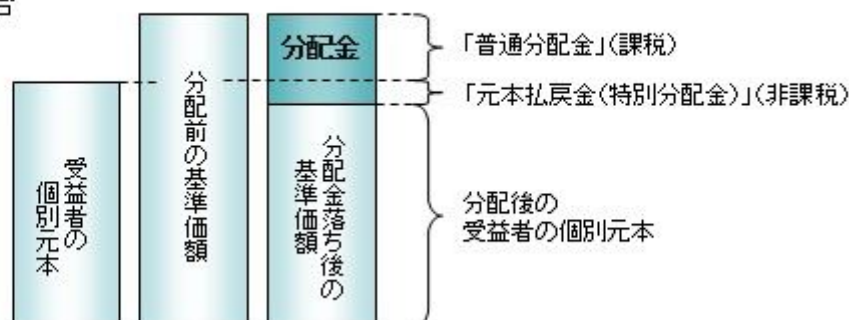 受益者の
個別元本
分配前の基準価額
分配金
分配金落ち後の
基準価額
「普通分配金」(課税)
「元本払戻金(特別分配金)」(非課税)
分配後の
受益者の個別元本